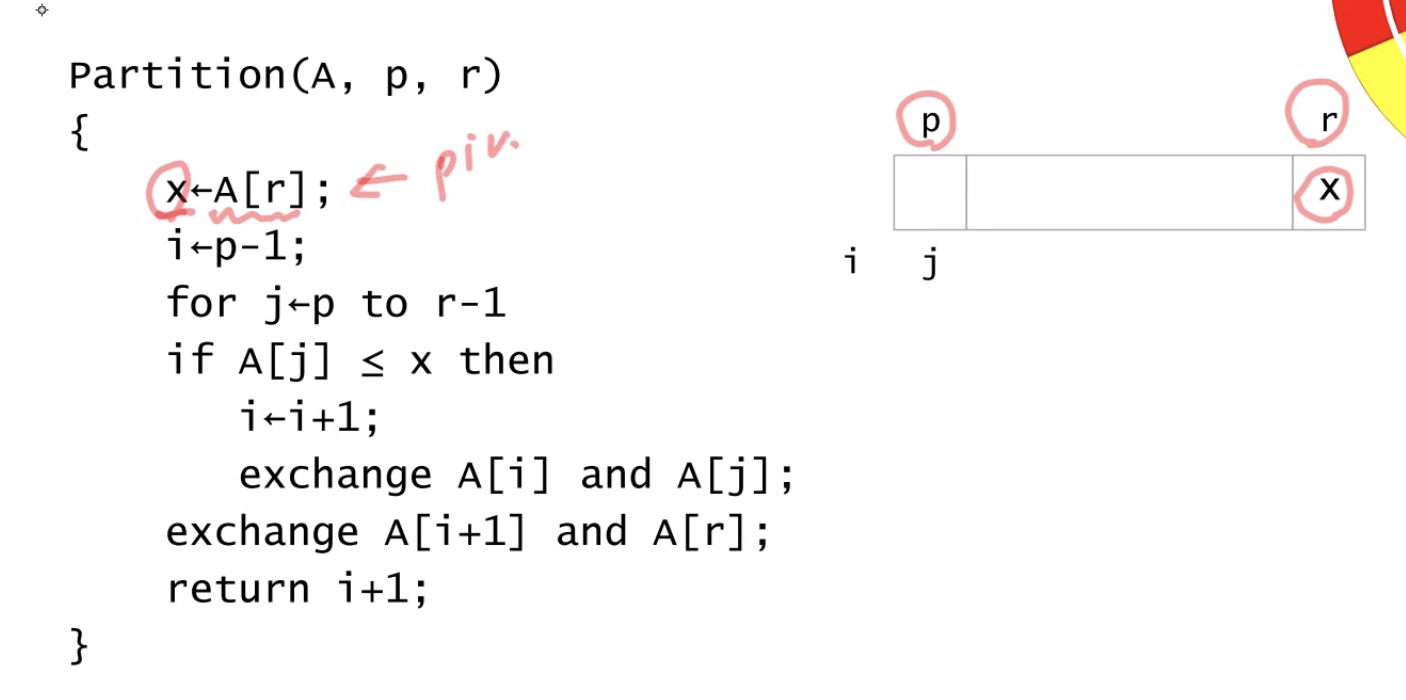 Partition(A, p, r)
{
x←A[r]; ← piv.
i←p-1;
for j←p to r-1
if A[j] ≤ x then
i←i+1;
exchange A[i] and A[j];
exchange A[i+1] and A[r];
return i+1;
}
p r
x
i j